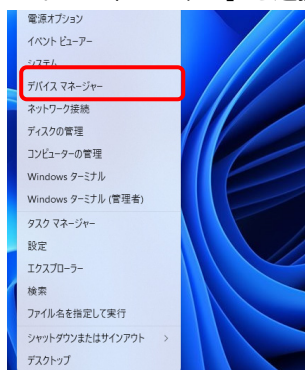 電源オプション
イベント ビューアー
システム
デバイス マネージャー
ネットワーク接続
ディスクの管理
コンピューターの管理
Windows ターミナル
Windows ターミナル (管理者)
タスク マネージャー
設定
エクスプローラー
検索
ファイル名を指定して実行
シャットダウンまたはサインアウト
デスクトップ